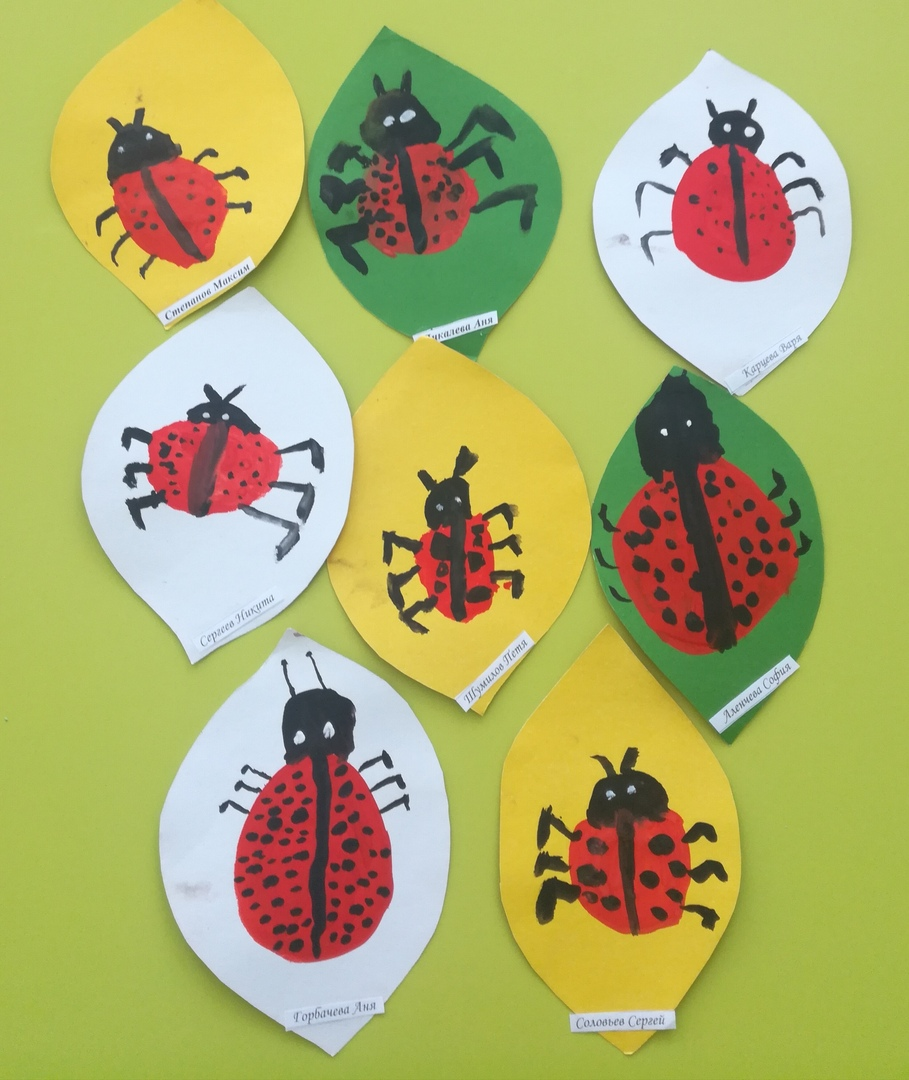 Степанов Максим
Аня
Карцева Варя
Сергеев Никита
Шумилов Петя
Аленчева София
Горбачева Аня
Соловьев Сергей